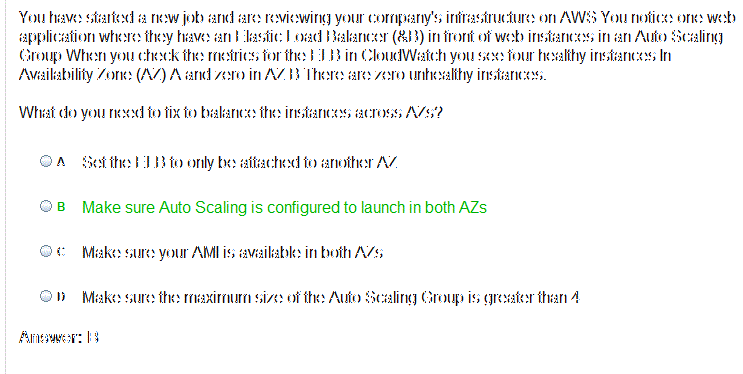 You have started a new job and are reviewing your company's infrastructure on AWS You notice one web
application where they have an Elastic Load Balancer (&B) in front of web instances in an Auto Scaling
Group When you check the metrics for the ELB in CloudWatch you see four healthy instances In
Availability Zone (AZ) A and zero in AZ B There are zero unhealthy instances.
What do you need to fix to balance the instances across AZs?
A Set the ELB to only be attached to another AZ
B Make sure Auto Scaling is configured to launch in both AZs
C Make sure your AMI is available in both AZs
D Make sure the maximum size of the Auto Scaling Group is greater than 4
Answer: B